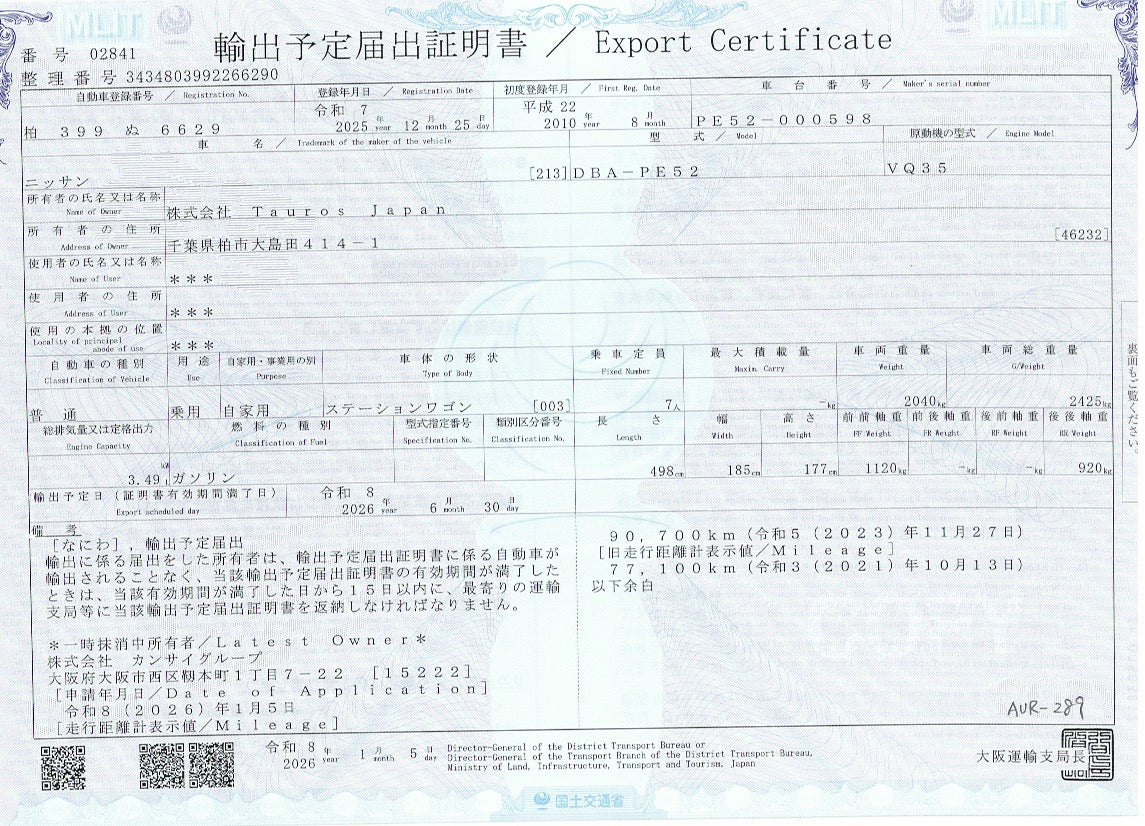 MLIT
MLIT
番 号 02841
輸出予定届出証明書 ／ Export Certificate
整 理 番 号 3434803992266290
自動車登録番号 ／ Registration No.
登録年月日 ／ Registration Date
初度登録年月 ／ First Reg. Date
車 台 番 号 ／ Maker's serial number
柏 399 ぬ 6629
令和 7
2025 年 year 12 月 month 25 日 day
平成 22
2010 年 year 8 月 month
PE52-000598
車 名 ／ Trademark of the maker of the vehicle
型 式 ／ Model
原動機の型式 ／ Engine Model
ニッサン [213]
DBA-PE52
VQ35
所有者の氏名又は名称
Name of Owner
株式会社 Tauros Japan
所 有 者 の 住 所
Address of Owner
千葉県柏市大島田414-1
[46232]
使用者の氏名又は名称
Name of User
＊＊＊
使 用 者 の 住 所
Address of User
＊＊＊
使用の本拠の位置
Locality of principal abode of use
＊＊＊
自動車の種別
Classification of Vehicle
用 途
Use
自家用・事業用の別
Purpose
車 体 の 形 状
Type of Body
乗 車 定 員
Fixed Number
最 大 積 載 量
Maxim. Carry
車 両 重 量
Weight
車 両 総 重 量
G/Weight
普 通
乗用
自家用
ステーションワゴン [003]
7人
-kg
2040kg
2425kg
総排気量又は定格出力
Engine Capacity
燃 料 の 種 別
Classification of Fuel
型式指定番号
Specification No.
類別区分番号
Classification No.
長 さ
Length
幅
Width
高 さ
Height
前前軸重
FF Weight
前後軸重
FR Weight
後前軸重
RF Weight
後後軸重
RR Weight
3.49
ガソリン
498cm
185cm
177cm
1120kg
-kg
-kg
920kg
輸出予定日（証明書有効期間満了日）
Export scheduled day
令和 8
2026 年 year 6 月 month 30 日 day
備 考
[なにわ]，輸出予定届出
輸出に係る届出をした所有者は、輸出予定届出証明書に係る自動車が
輸出されることなく、当該輸出予定届出証明書の有効期間が満了した
ときは、当該有効期間が満了した日から15日以内に、最寄りの運輸
支局等に当該輸出予定届出証明書を返納しなければなりません。
＊一時抹消中所有者／Latest Owner＊
株式会社 カンサイグループ
大阪府大阪市西区靱本町1丁目7-22 [15222]
[申請年月日／Date of Application]
令和8（2026）年1月5日
[走行距離計表示値／Mileage]
90，700km（令和5（2023）年11月27日）
[旧走行距離計表示値／Mileage]
77，100km（令和3（2021）年10月13日）
以下余白
AUR-289
裏面もご覧ください。
令和 8
2026 年 year 1 月 month 5 日 day
Director-General of the District Transport Bureau or
Director-General of the Transport Branch of the District Transport Bureau,
Ministry of Land, Infrastructure, Transport and Tourism, Japan
大阪運輸支局長
国土交通省